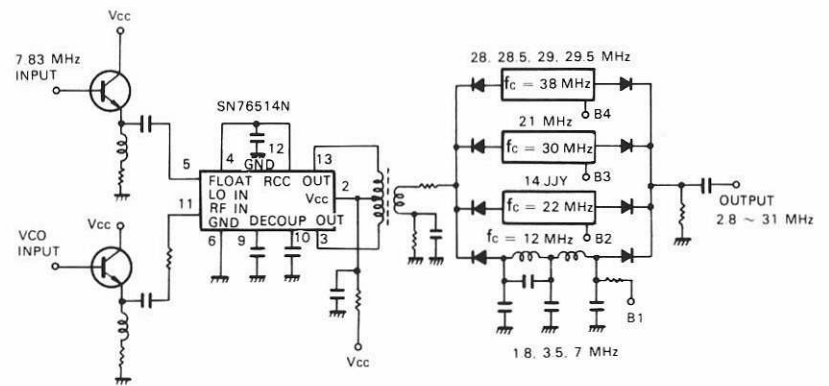 Vcc
7.83 MHz
INPUT
SN76514N
4
GND
12
13
5
FLOAT RCC OUT
LO IN
Vcc
2
11
RF IN
GND DECOUP OUT
6
9
10
3
Vcc
VCO
INPUT
Vcc
28, 28.5, 29, 29.5 MHz
fc = 38 MHz
B4
21 MHz
fc = 30 MHz
B3
14 JJY
fc = 22 MHz
B2
fc = 12 MHz
B1
1.8, 3.5, 7 MHz
OUTPUT
2.8 ~ 31 MHz